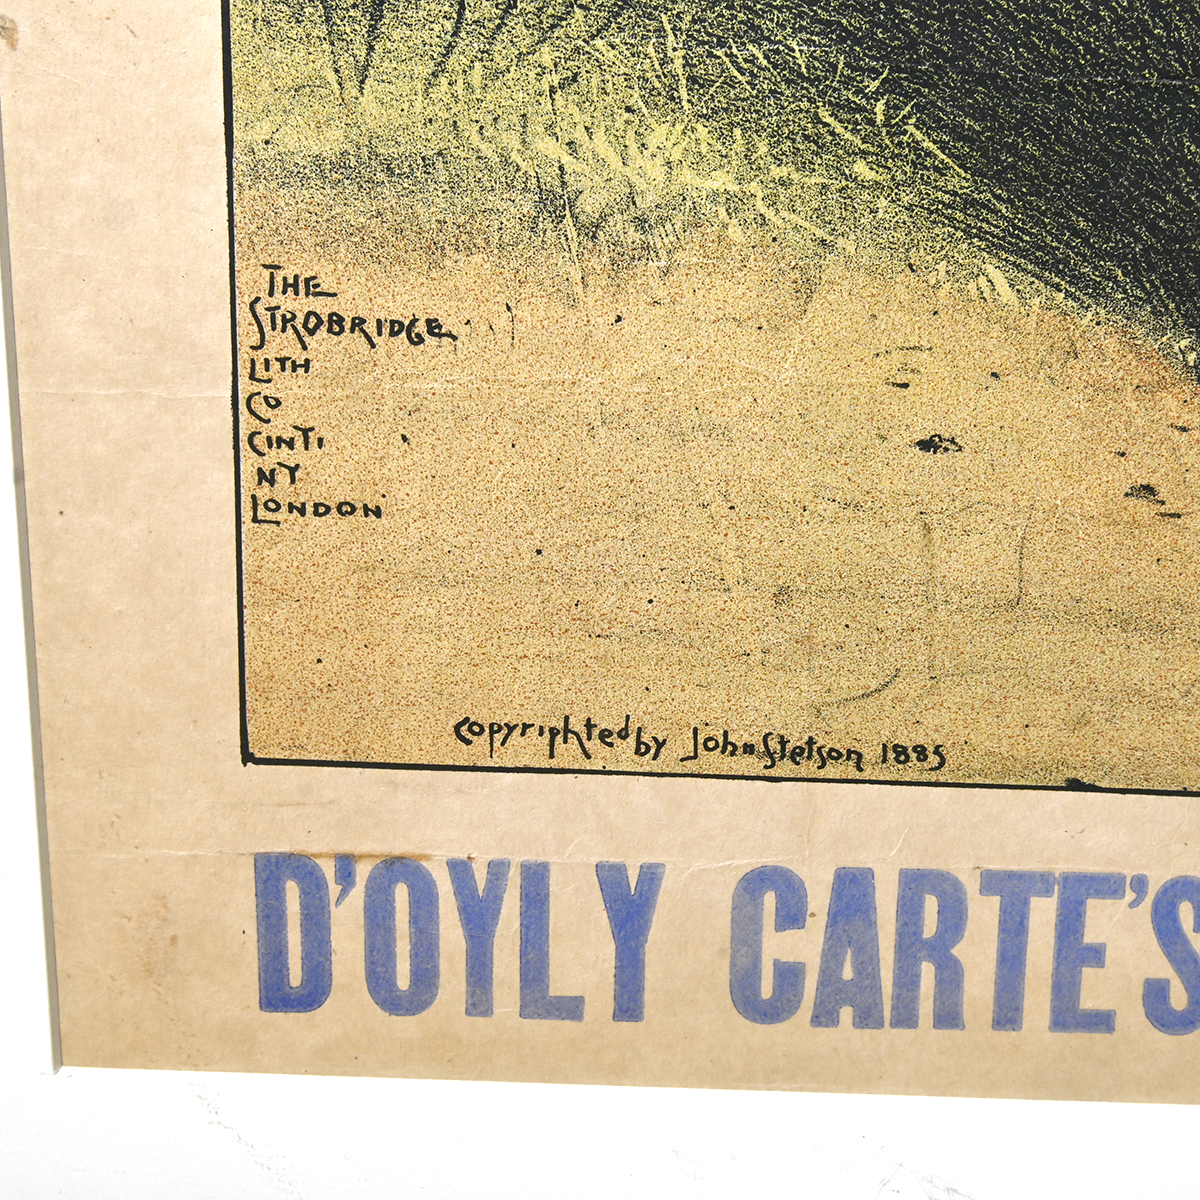 THE
STROBRIDGE
LITH
CO
CINTI
NY
LONDON
copyrighted by John Stetson 1885
D'OYLY CARTE'S